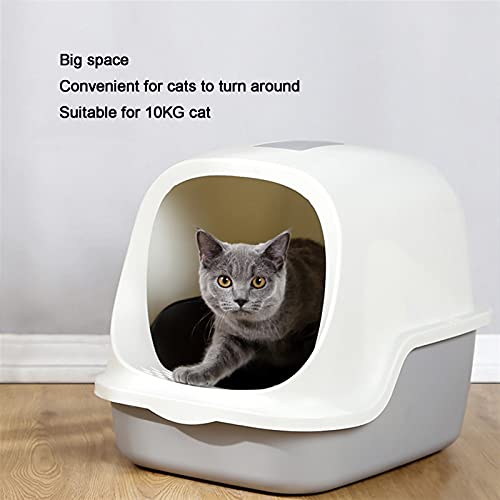 Big space
Convenient for cats to turn around
Suitable for 10KG cat